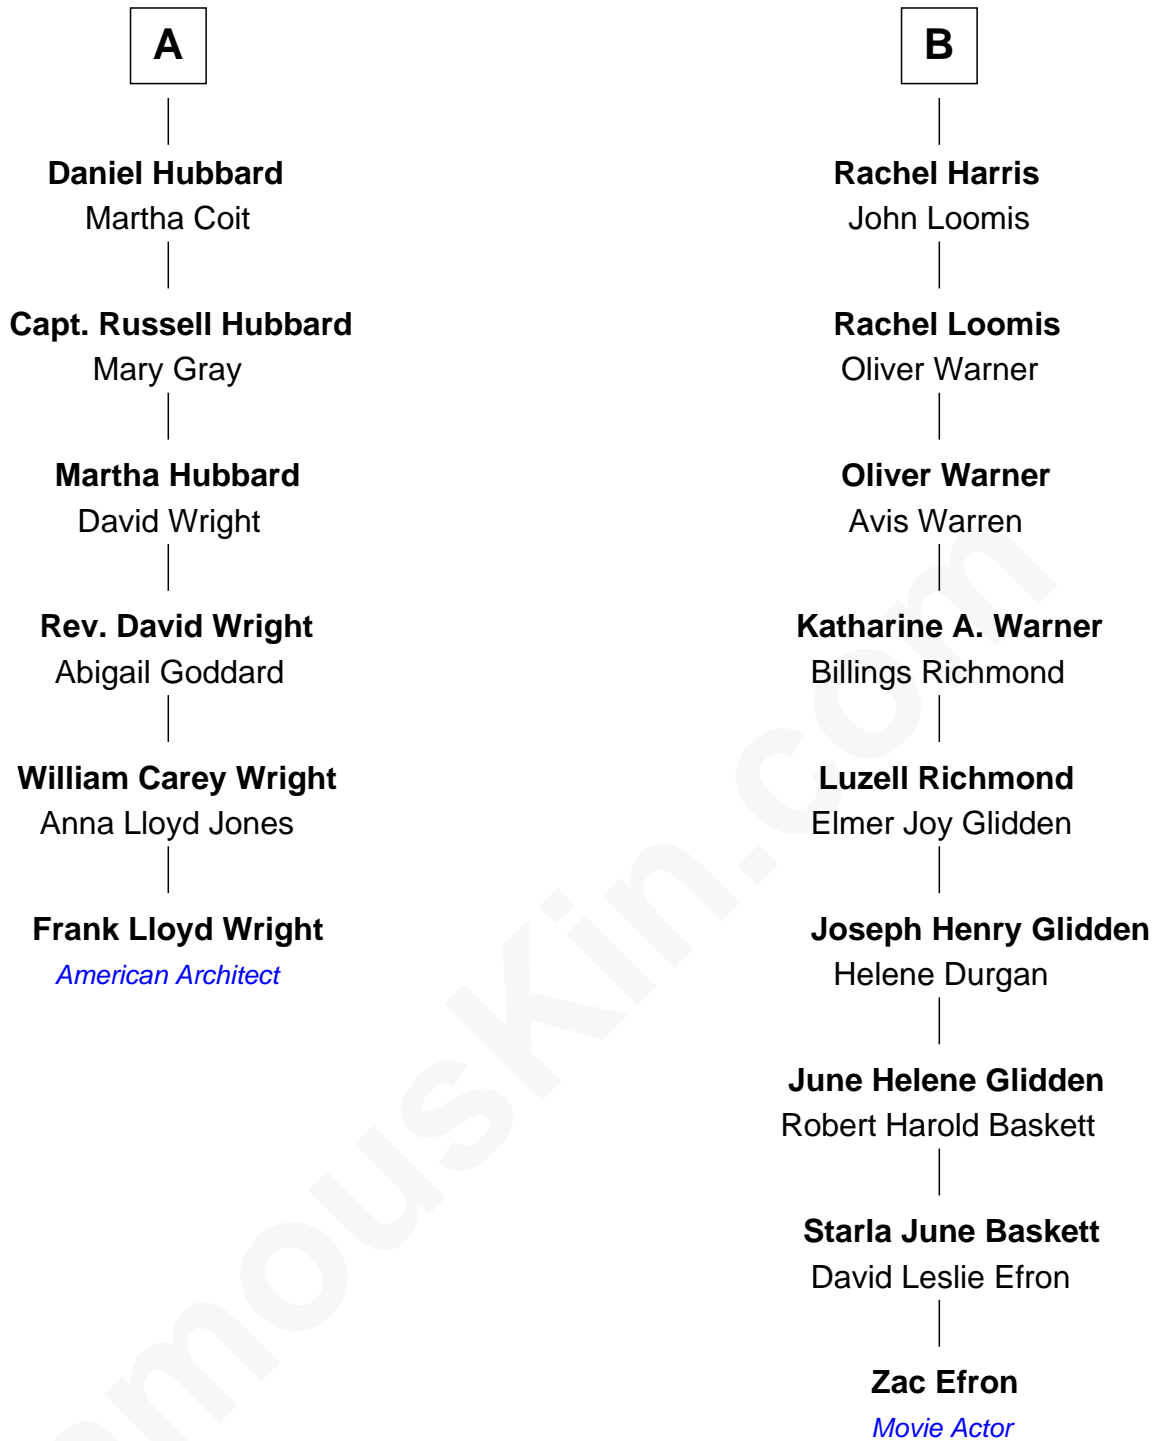 A
Daniel Hubbard
Martha Coit
Capt. Russell Hubbard
Mary Gray
Martha Hubbard
David Wright
Rev. David Wright
Abigail Goddard
William Carey Wright
Anna Lloyd Jones
Frank Lloyd Wright
American Architect
B
Rachel Harris
John Loomis
Rachel Loomis
Oliver Warner
Oliver Warner
Avis Warren
Katharine A. Warner
Billings Richmond
Luzell Richmond
Elmer Joy Glidden
Joseph Henry Glidden
Helene Durgan
June Helene Glidden
Robert Harold Baskett
Starla June Baskett
David Leslie Efron
Zac Efron
Movie Actor
mousKin.com